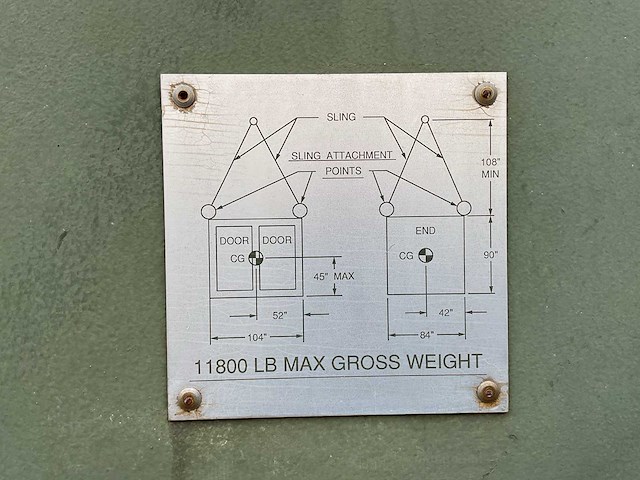 SLING
SLING ATTACHMENT
POINTS
108"
MIN
DOOR DOOR
CG
45" MAX
52"
104"
END
CG
90"
42"
84"
11800 LB MAX GROSS WEIGHT